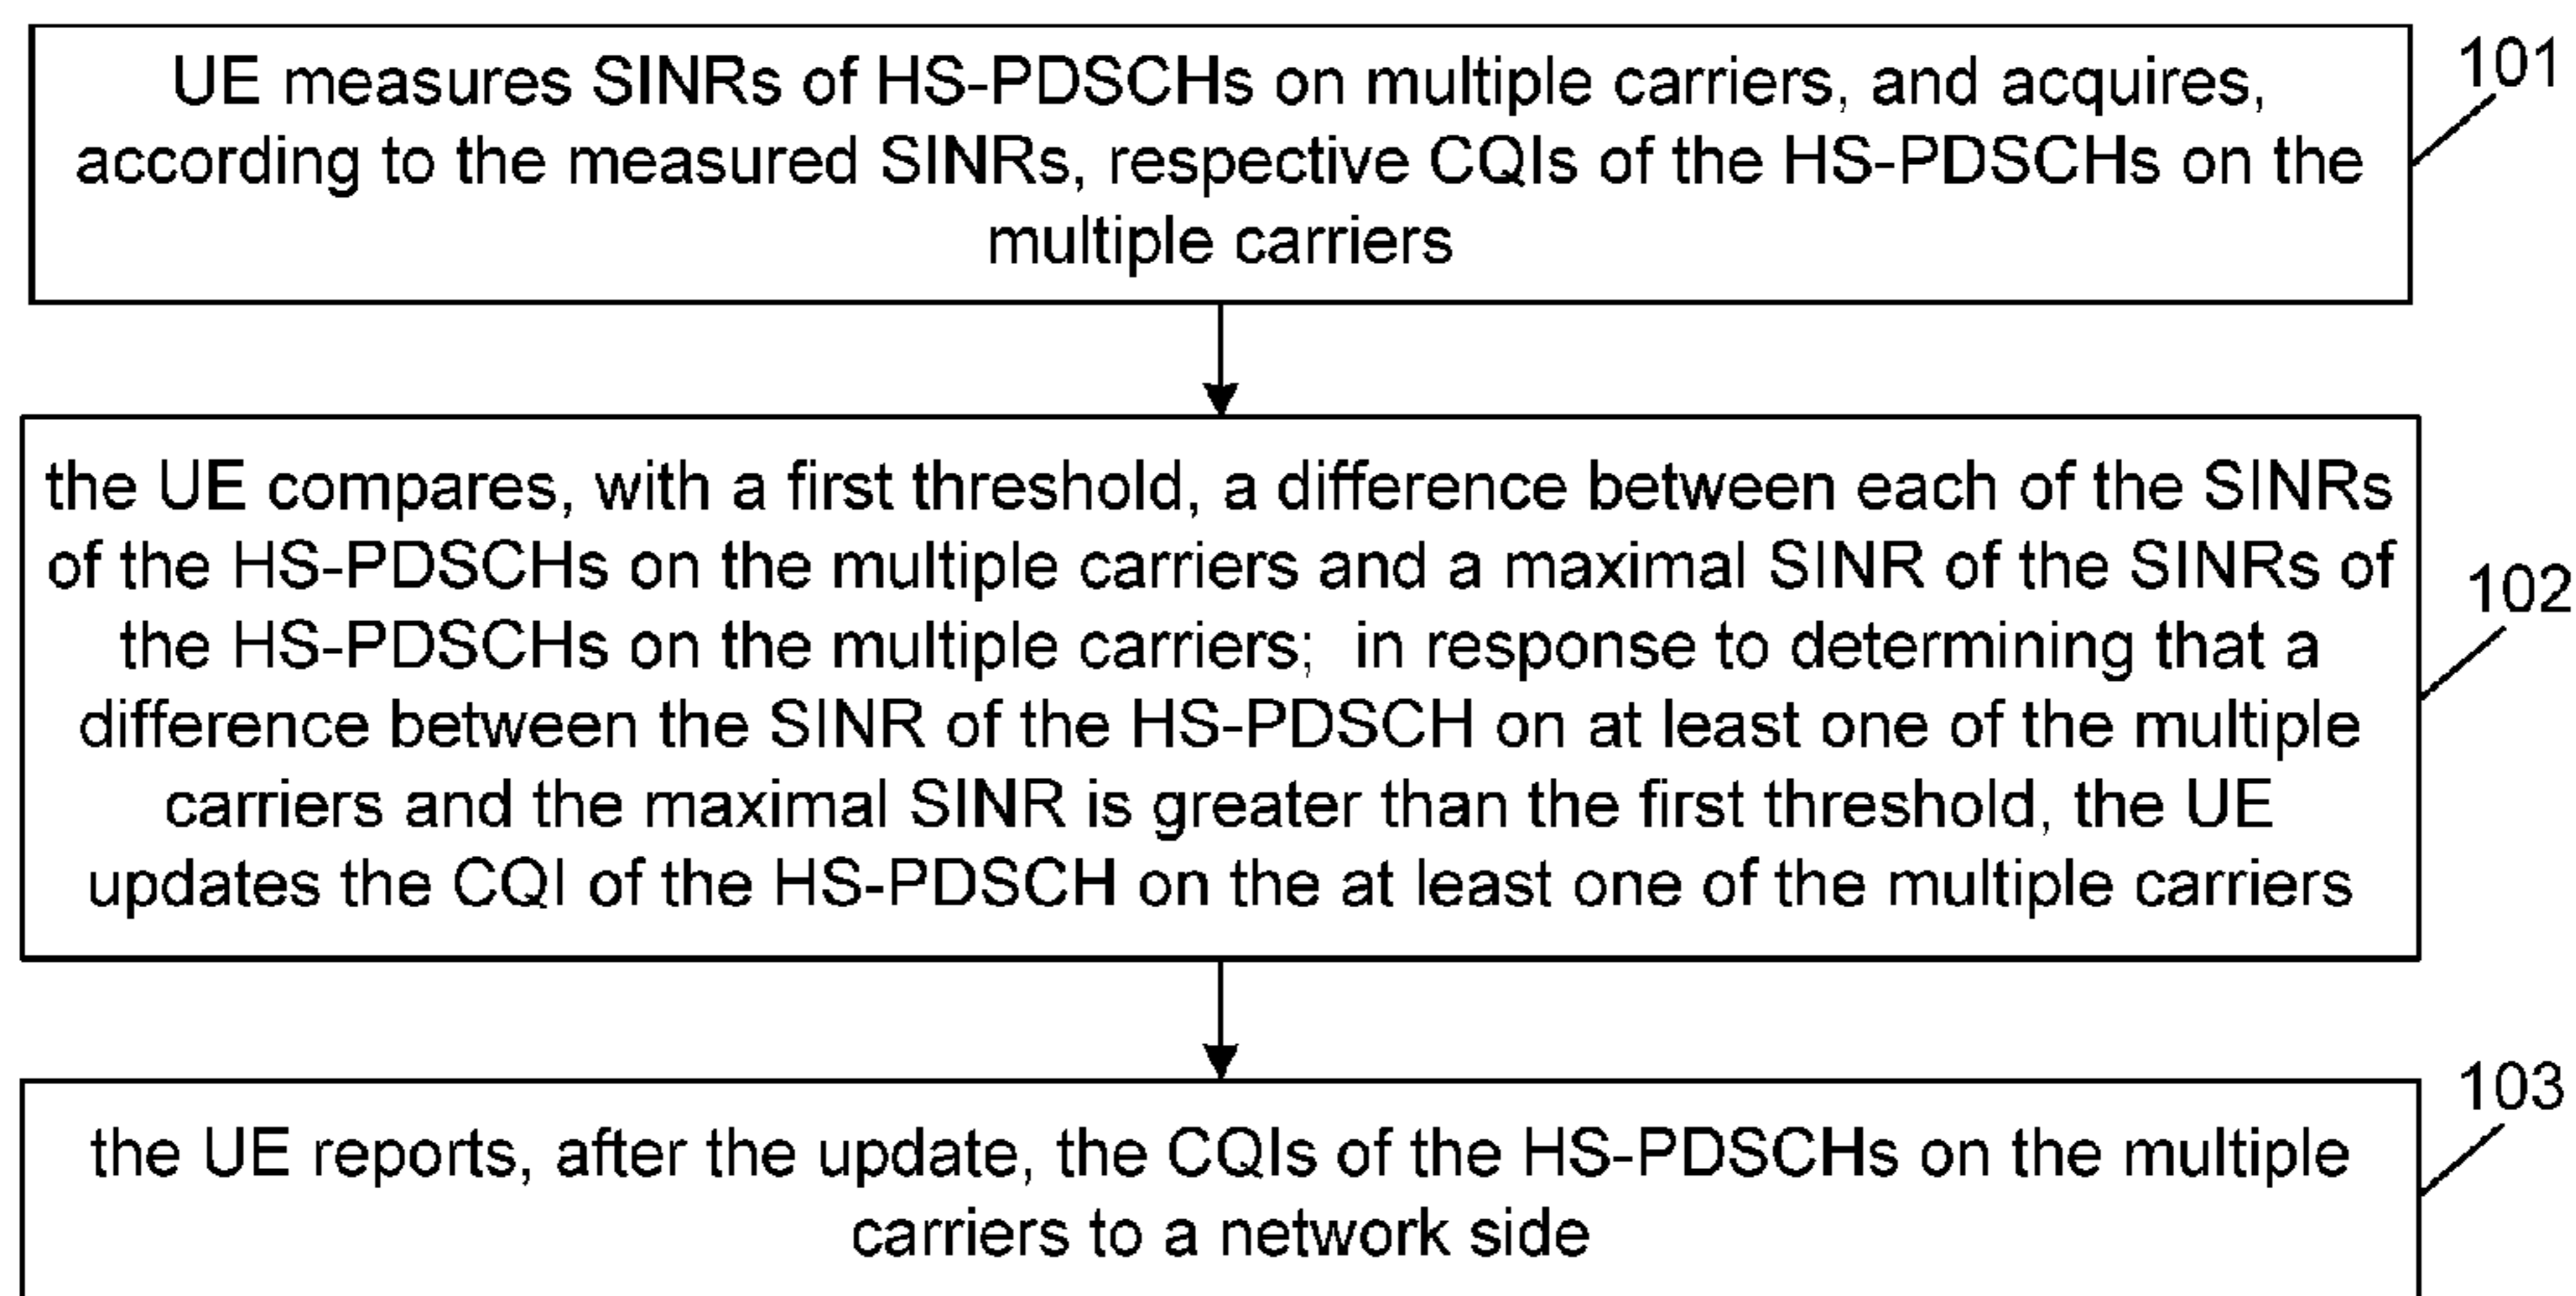 UE measures SINRs of HS-PDSCHs on multiple carriers, and acquires,
according to the measured SINRs, respective CQIs of the HS-PDSCHs on the
multiple carriers
101
the UE compares, with a first threshold, a difference between each of the SINRs
of the HS-PDSCHs on the multiple carriers and a maximal SINR of the SINRs of
the HS-PDSCHs on the multiple carriers; in response to determining that a
difference between the SINR of the HS-PDSCH on at least one of the multiple
carriers and the maximal SINR is greater than the first threshold, the UE
updates the CQI of the HS-PDSCH on the at least one of the multiple carriers
102
the UE reports, after the update, the CQIs of the HS-PDSCHs on the multiple
carriers to a network side
103